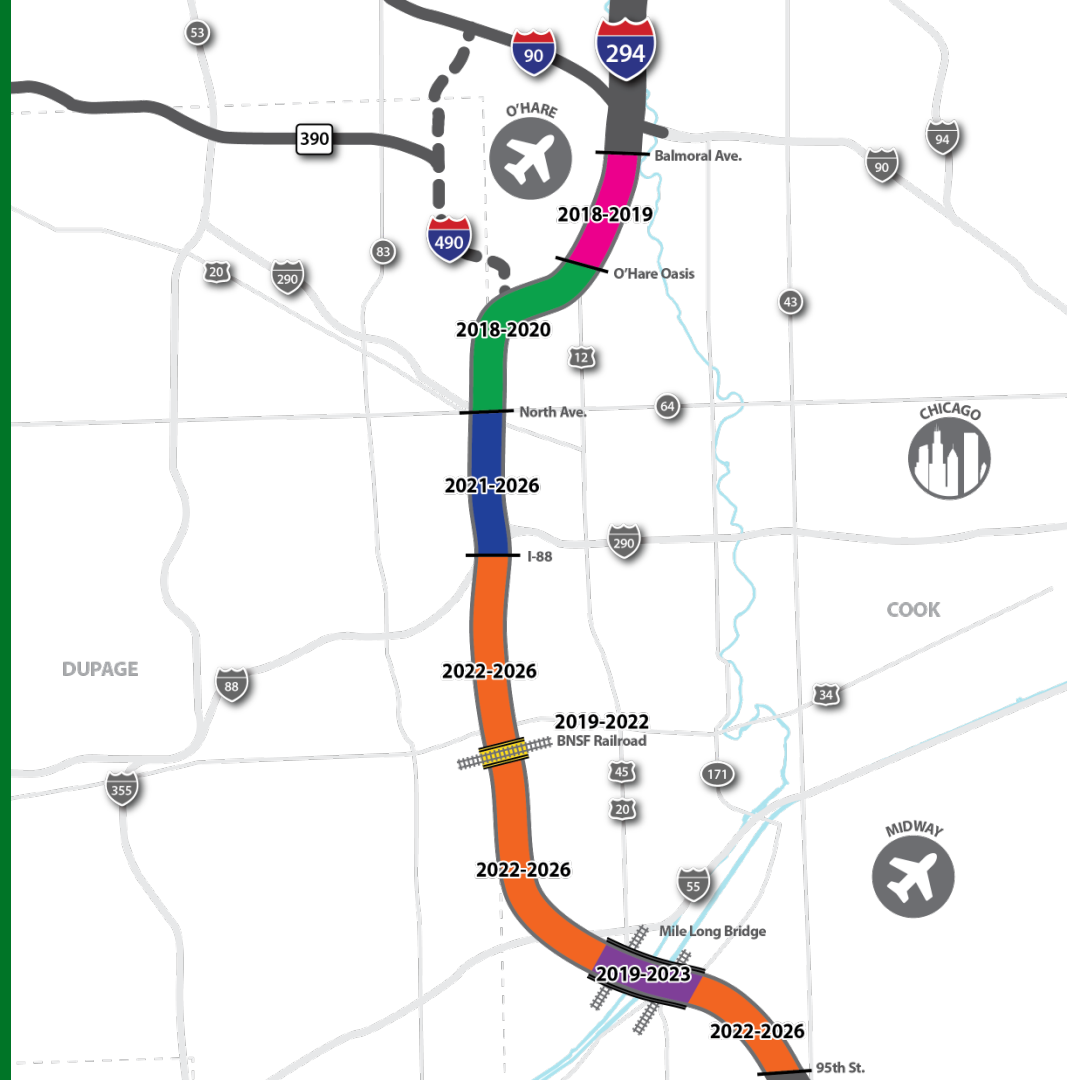 53
90
294
O'HARE
390
94
90
Balmoral Ave.
2018-2019
490
83
20
290
O'Hare Oasis
43
2018-2020
12
North Ave.
64
CHICAGO
2021-2026
290
I-88
COOK
DUPAGE
2022-2026
88
34
2019-2022
BNSF Railroad
45
171
355
20
MIDWAY
2022-2026
55
Mile Long Bridge
2019-2023
2022-2026
95th St.